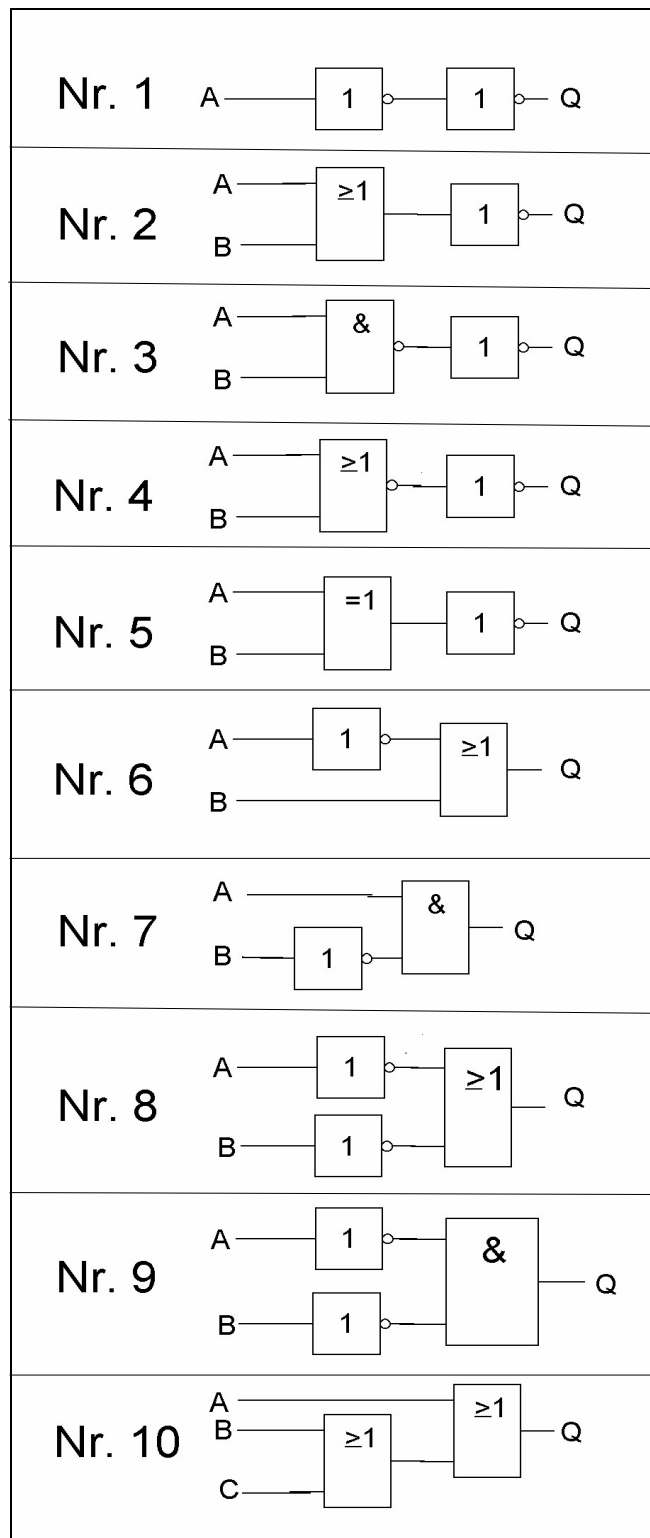 Nr. 1 A 1 1 Q
A
≥1
Nr. 2 1 Q
B
A
&
Nr. 3 1 Q
B
A
≥1
Nr. 4 1 Q
B
A
=1
Nr. 5 1 Q
B
A 1
≥1
Nr. 6 Q
B
A
&
Nr. 7 Q
B 1
A 1 ≥1
Nr. 8 Q
B 1
A 1 &
Nr. 9 Q
B 1
A ≥1
B
Nr. 10 ≥1 Q
C